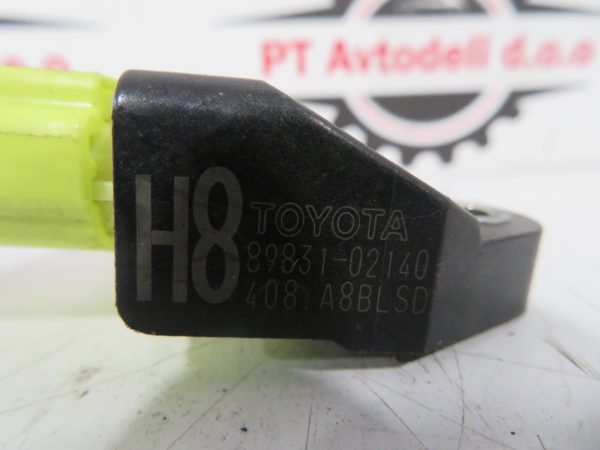 PT Avtodeli d.o.o
H8
TOYOTA
89831-02140
408 A8BLSD